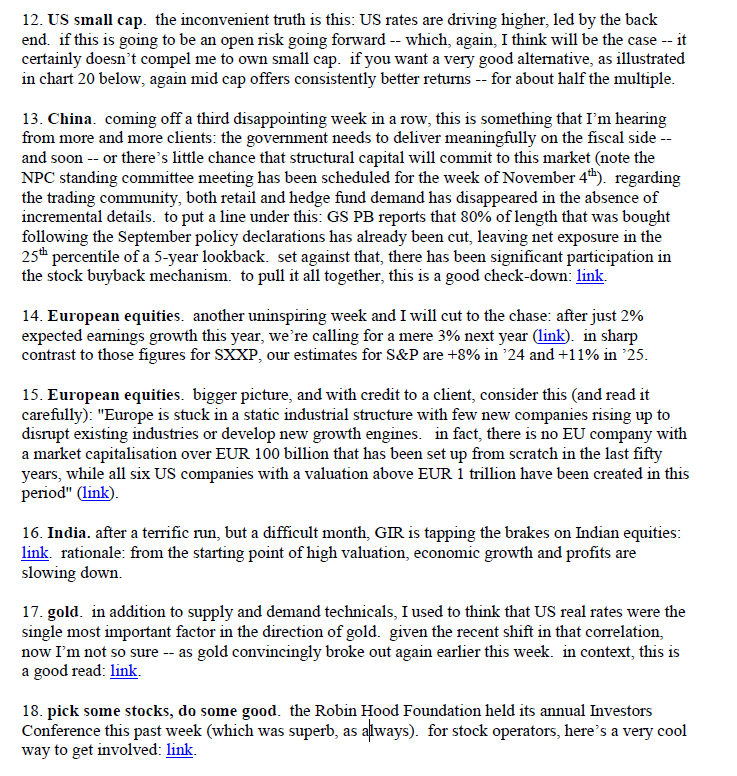 12. US small cap.  the inconvenient truth is this: US rates are driving higher, led by the back
end.  if this is going to be an open risk going forward -- which, again, I think will be the case -- it
certainly doesn’t compel me to own small cap.  if you want a very good alternative, as illustrated
in chart 20 below, again mid cap offers consistently better returns -- for about half the multiple.
13. China.  coming off a third disappointing week in a row, this is something that I’m hearing
from more and more clients: the government needs to deliver meaningfully on the fiscal side --
and soon -- or there’s little chance that structural capital will commit to this market (note the
NPC standing committee meeting has been scheduled for the week of November 4th).  regarding
the trading community, both retail and hedge fund demand has disappeared in the absence of
incremental details.  to put a line under this: GS PB reports that 80% of length that was bought
following the September policy declarations has already been cut, leaving net exposure in the
25th percentile of a 5-year lookback.  set against that, there has been significant participation in
the stock buyback mechanism.  to pull it all together, this is a good check-down: link.
14. European equities.  another uninspiring week and I will cut to the chase: after just 2%
expected earnings growth this year, we’re calling for a mere 3% next year (link).  in sharp
contrast to those figures for SXXP, our estimates for S&P are +8% in ’24 and +11% in ’25.
15. European equities.  bigger picture, and with credit to a client, consider this (and read it
carefully): "Europe is stuck in a static industrial structure with few new companies rising up to
disrupt existing industries or develop new growth engines.   in fact, there is no EU company with
a market capitalisation over EUR 100 billion that has been set up from scratch in the last fifty
years, while all six US companies with a valuation above EUR 1 trillion have been created in this
period" (link).
16. India. after a terrific run, but a difficult month, GIR is tapping the brakes on Indian equities:
link.  rationale: from the starting point of high valuation, economic growth and profits are
slowing down.
17. gold.  in addition to supply and demand technicals, I used to think that US real rates were the
single most important factor in the direction of gold.  given the recent shift in that correlation,
now I’m not so sure -- as gold convincingly broke out again earlier this week.  in context, this is
a good read: link.
18. pick some stocks, do some good.  the Robin Hood Foundation held its annual Investors
Conference this past week (which was superb, as always).  for stock operators, here’s a very cool
way to get involved: link.